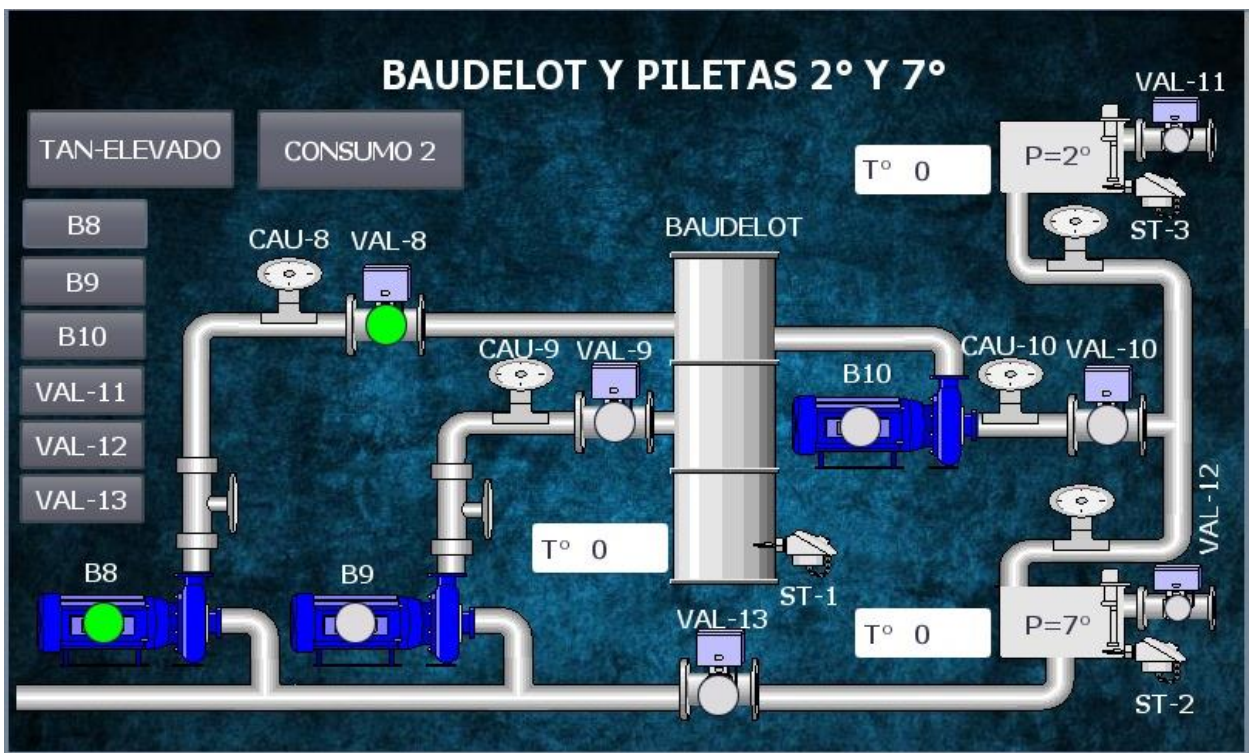 BAUDELOT Y PILETAS 2° Y 7°
VAL-11
TAN-ELEVADO
CONSUMO 2
T° 0
P=2°
B8
ST-3
BAUDELOT
CAU-8
VAL-8
B9
B10
CAU-9
VAL-9
B10
CAU-10
VAL-10
VAL-11
VAL-12
VAL-13
VAL-12
T° 0
B8
B9
ST-1
VAL-13
T° 0
P=7°
ST-2